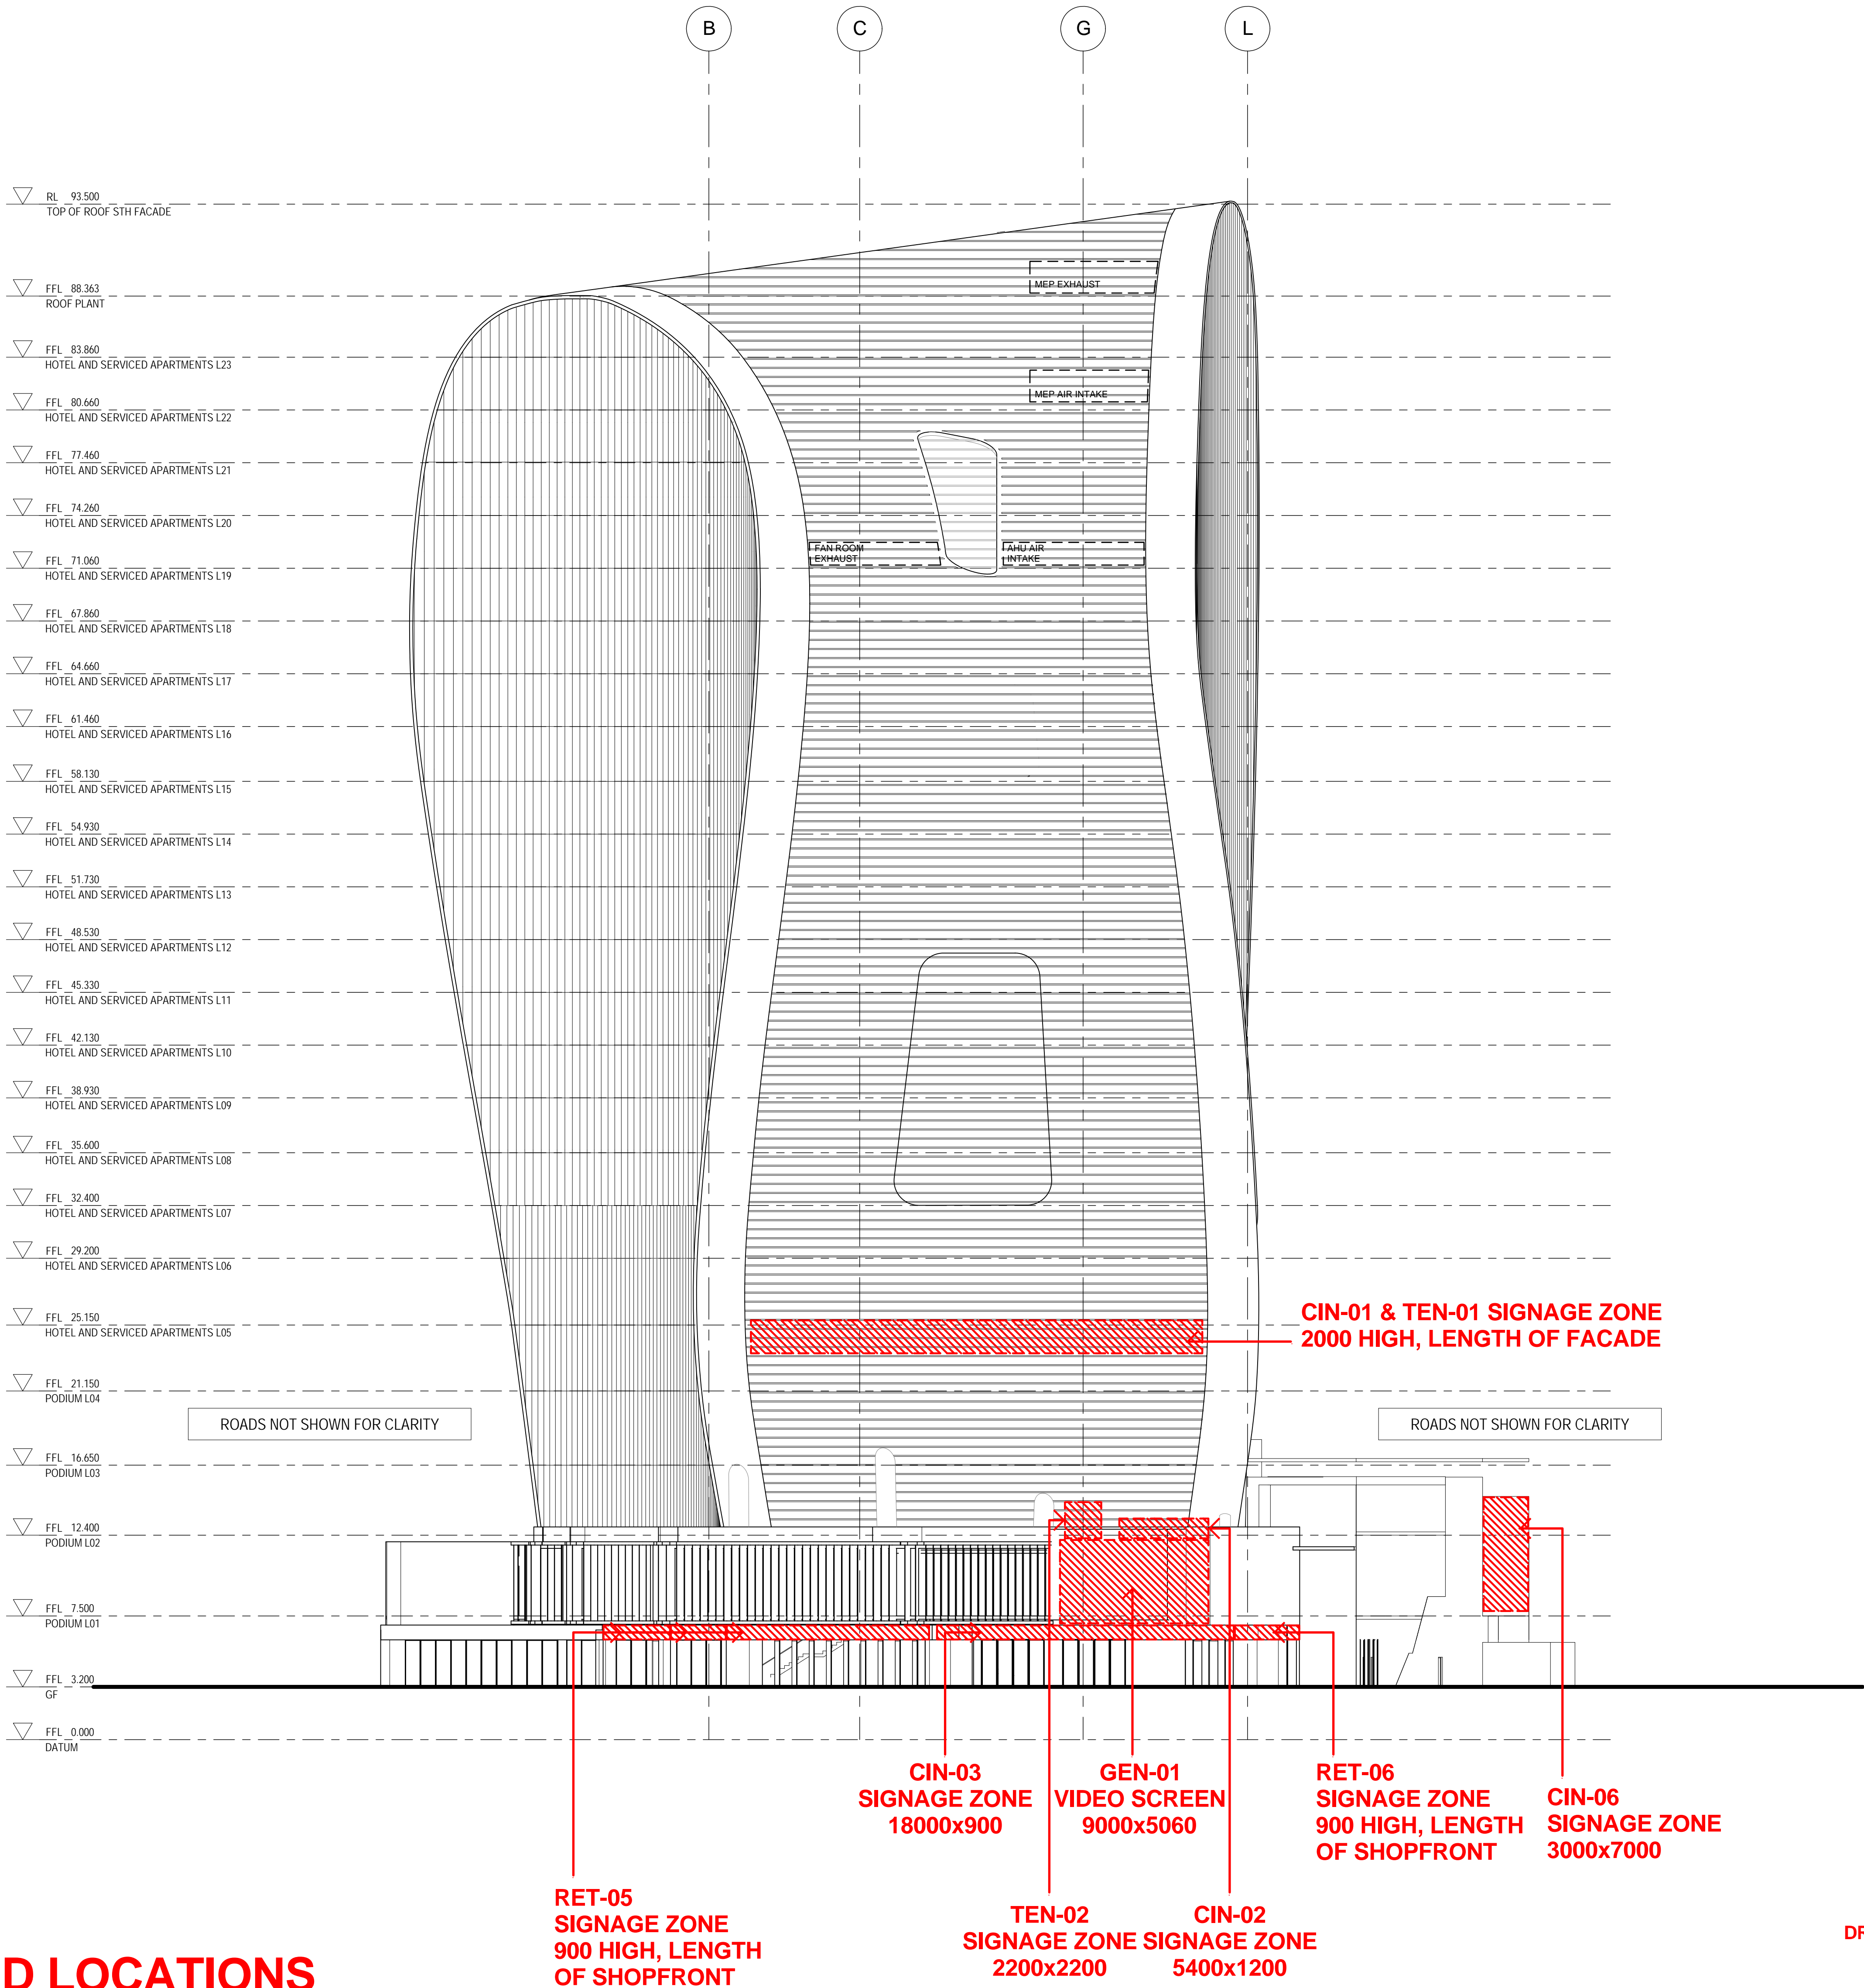 B
C
G
L
RL 93.500
TOP OF ROOF STH FACADE
FFL 88.363
ROOF PLANT
MEP EXHAUST
FFL 83.860
HOTEL AND SERVICED APARTMENTS L23
FFL 80.660
HOTEL AND SERVICED APARTMENTS L22
MEP AIR INTAKE
FFL 77.460
HOTEL AND SERVICED APARTMENTS L21
FFL 74.260
HOTEL AND SERVICED APARTMENTS L20
FFL 71.060
HOTEL AND SERVICED APARTMENTS L19
FAN ROOM
EXHAUST
AHU AIR
INTAKE
FFL 67.860
HOTEL AND SERVICED APARTMENTS L18
FFL 64.660
HOTEL AND SERVICED APARTMENTS L17
FFL 61.460
HOTEL AND SERVICED APARTMENTS L16
FFL 58.130
HOTEL AND SERVICED APARTMENTS L15
FFL 54.930
HOTEL AND SERVICED APARTMENTS L14
FFL 51.730
HOTEL AND SERVICED APARTMENTS L13
FFL 48.530
HOTEL AND SERVICED APARTMENTS L12
FFL 45.330
HOTEL AND SERVICED APARTMENTS L11
FFL 42.130
HOTEL AND SERVICED APARTMENTS L10
FFL 38.930
HOTEL AND SERVICED APARTMENTS L09
FFL 35.600
HOTEL AND SERVICED APARTMENTS L08
FFL 32.400
HOTEL AND SERVICED APARTMENTS L07
FFL 29.200
HOTEL AND SERVICED APARTMENTS L06
FFL 25.150
HOTEL AND SERVICED APARTMENTS L05
CIN-01 & TEN-01 SIGNAGE ZONE
2000 HIGH, LENGTH OF FACADE
FFL 21.150
PODIUM L04
ROADS NOT SHOWN FOR CLARITY
ROADS NOT SHOWN FOR CLARITY
FFL 16.650
PODIUM L03
FFL 12.400
PODIUM L02
FFL 7.500
PODIUM L01
FFL 3.200
GF
FFL 0.000
DATUM
CIN-03
SIGNAGE ZONE
18000x900
GEN-01
VIDEO SCREEN
9000x5060
RET-06
SIGNAGE ZONE
900 HIGH, LENGTH
OF SHOPFRONT
CIN-06
SIGNAGE ZONE
3000x7000
RET-05
SIGNAGE ZONE
900 HIGH, LENGTH
OF SHOPFRONT
TEN-02
SIGNAGE ZONE
2200x2200
CIN-02
SIGNAGE ZONE
5400x1200
D LOCATIONS